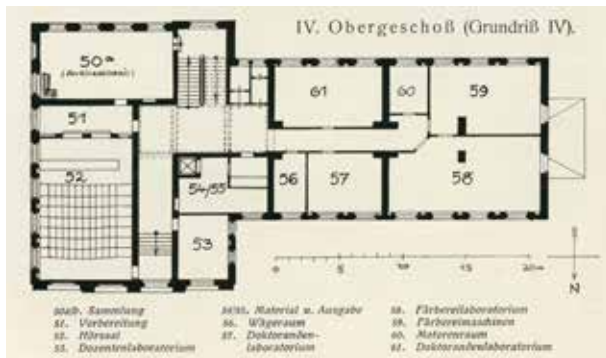 IV. Obergeschoß (Grundriß IV).
50a
61
60
59
51
52
54/55
56
57
58
53
0 5 10 15 20m
N
50a/b. Sammlung
51. Vorbereitung
52. Hörsaal
53. Dozentenlaboratorium
54/55. Material u. Ausgabe
56. Wägeraum
57. Doktoranden-
laboratorium
58. Färbereilaboratorium
59. Färbereimaschinen
60. Motorenraum
61. Doktorandenlaboratorium